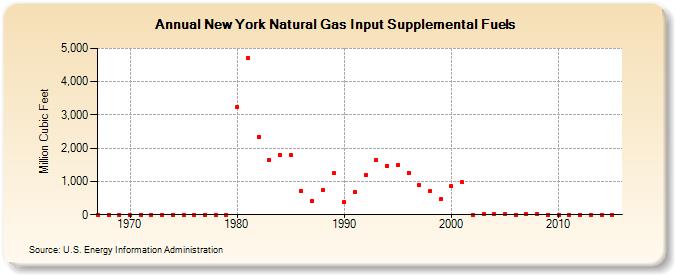 Annual New York Natural Gas Input Supplemental Fuels
Million Cubic Feet
5,000
4,000
3,000
2,000
1,000
0
1970 1980 1990 2000 2010
Source: U.S. Energy Information Administration